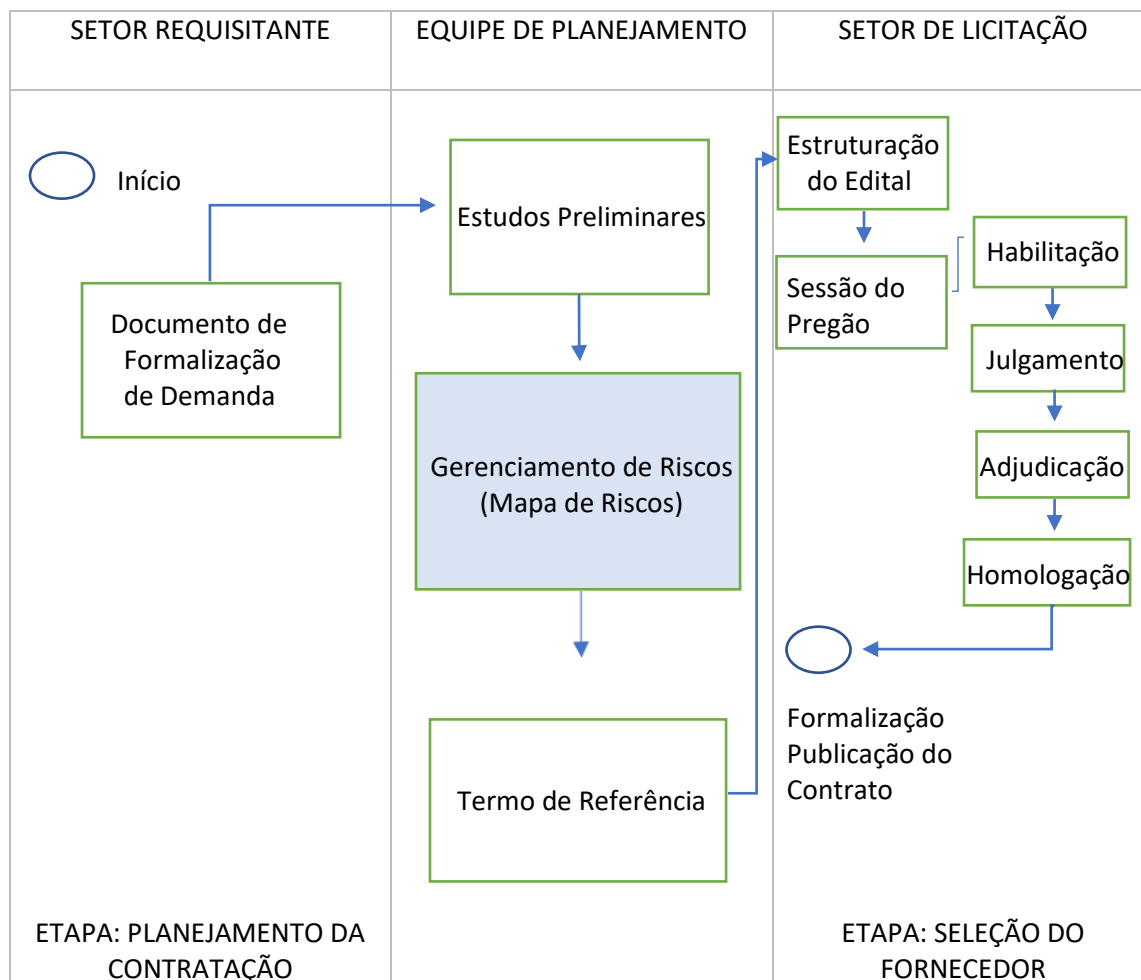 SETOR REQUISITANTE
EQUIPE DE PLANEJAMENTO
SETOR DE LICITAÇÃO
Início
Documento de
Formalização
de Demanda
ETAPA: PLANEJAMENTO DA
CONTRATAÇÃO
Estudos Preliminares
Gerenciamento de Riscos
(Mapa de Riscos)
Termo de Referência
Estruturação
do Edital
Sessão do
Pregão
Habilitação
Julgamento
Adjudicação
Homologação
Formalização
Publicação do
Contrato
ETAPA: SELEÇÃO DO
FORNECEDOR